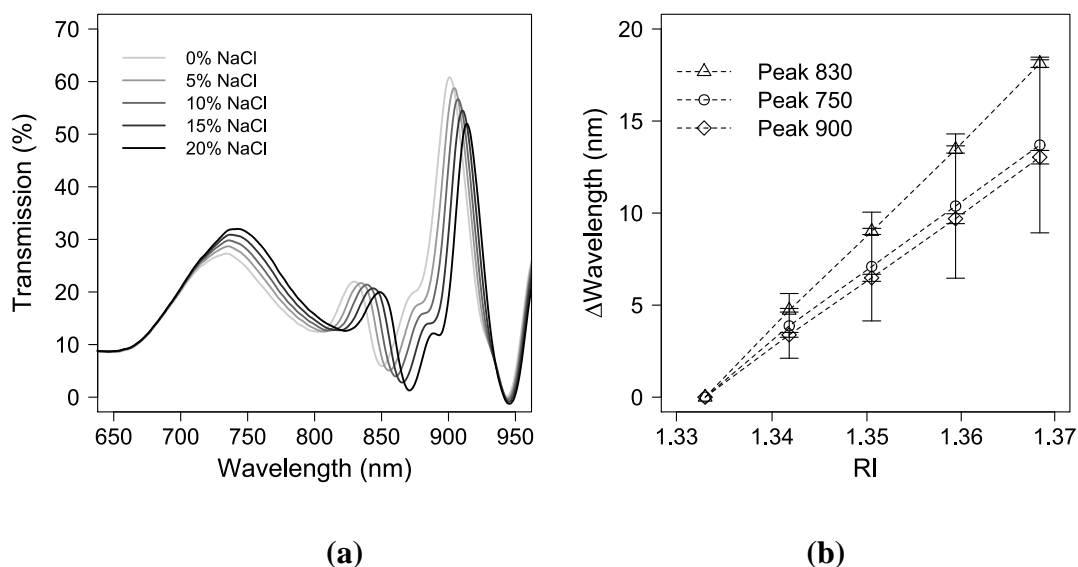 70
60
50
40
30
20
10
0
Transmission (%)
0% NaCl
5% NaCl
10% NaCl
15% NaCl
20% NaCl
650 700 750 800 850 900 950
Wavelength (nm)
(a)
20
15
10
5
0
ΔWavelength (nm)
Peak 830
Peak 750
Peak 900
1.33 1.34 1.35 1.36 1.37
RI
(b)